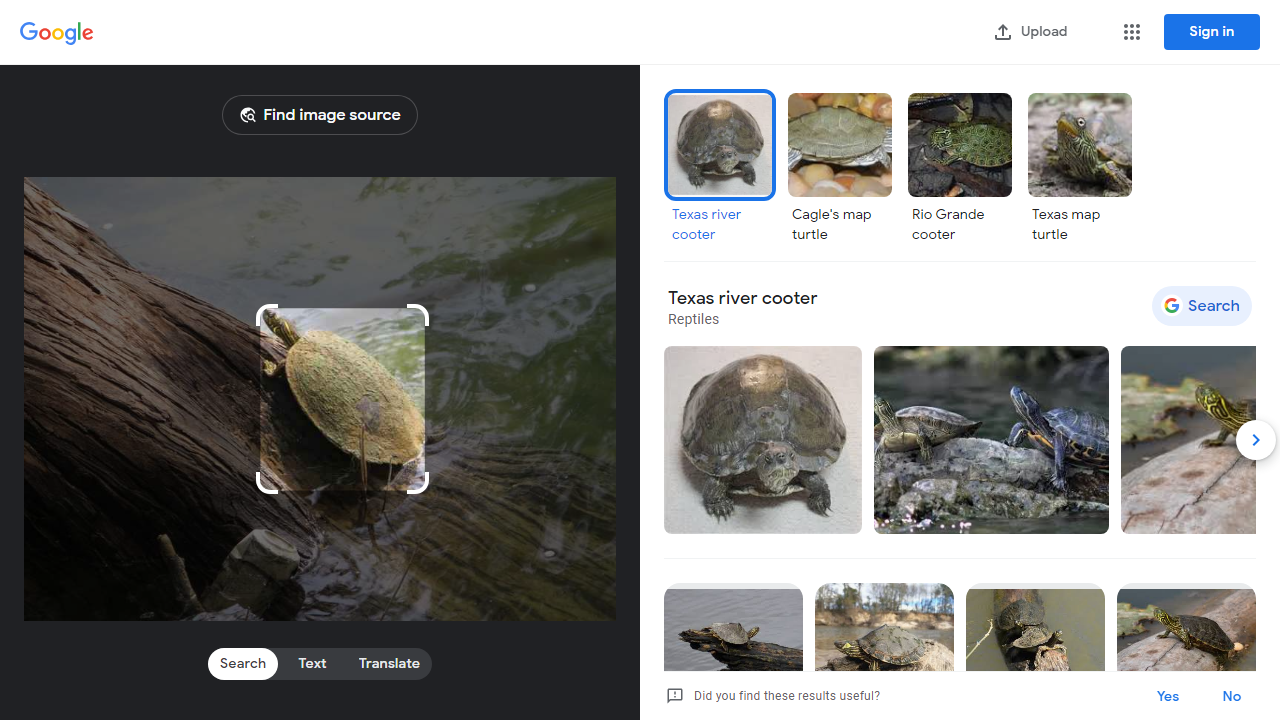 Google
Upload
Sign in
Find image source
Texas river
cooter
Cagle's map
turtle
Rio Grande
cooter
Texas map
turtle
Texas river cooter
Reptiles
Search
Search
Text
Translate
Did you find these results useful?
Yes
No